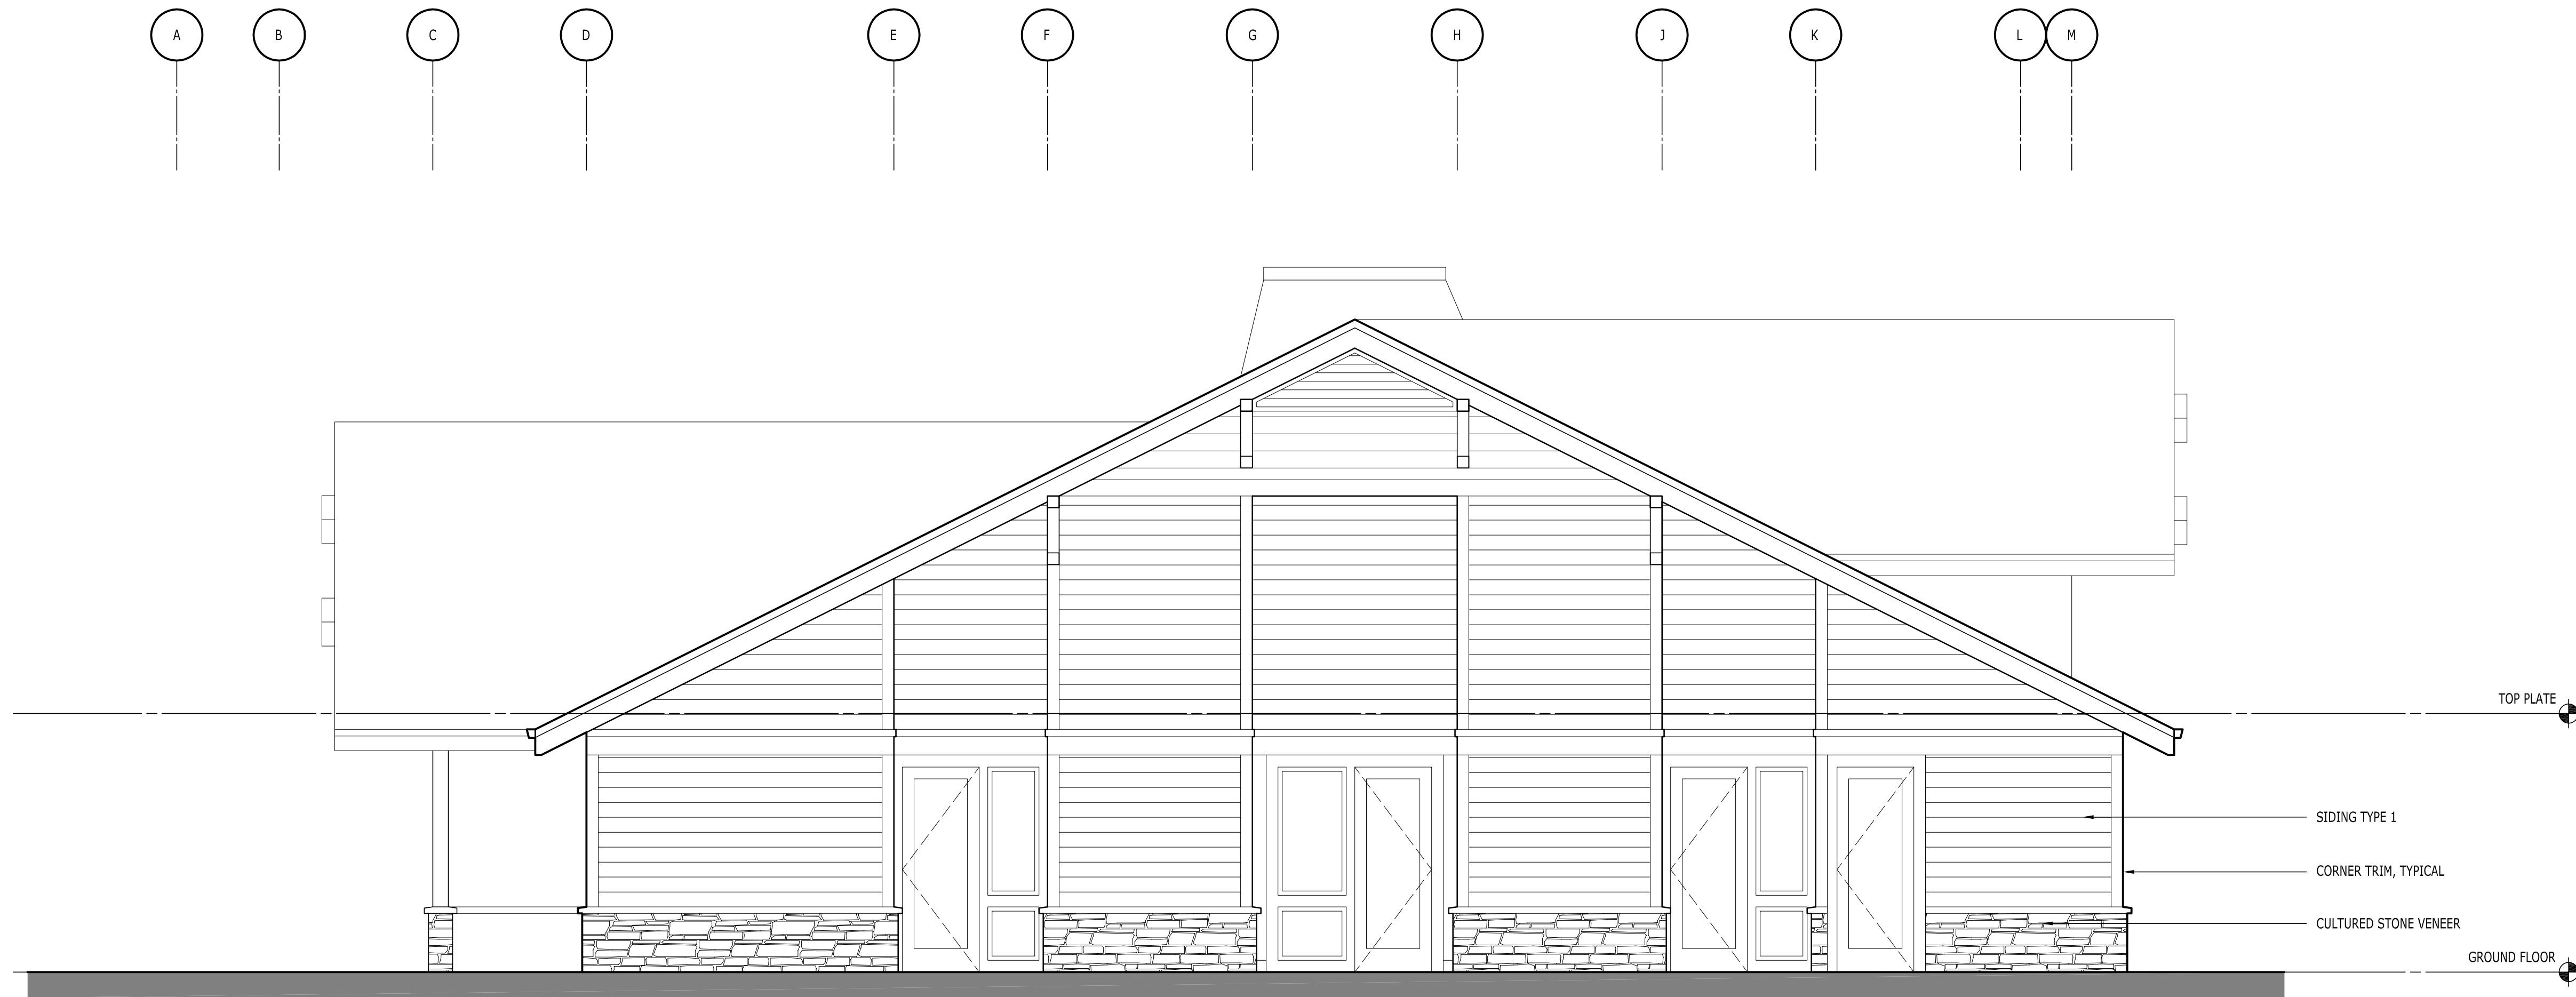 A B C D E F G H J K L M
TOP PLATE
SIDING TYPE 1
CORNER TRIM, TYPICAL
CULTURED STONE VENEER
GROUND FLOOR